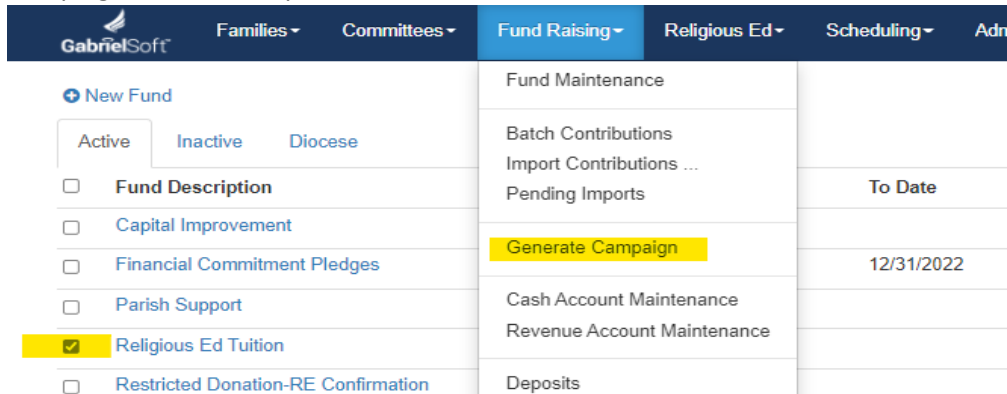 GabrielSoft Families Committees Fund Raising Religious Ed Scheduling
New Fund
Active Inactive Diocese
Fund Description To Date
Capital Improvement
Financial Commitment Pledges 12/31/2022
Parish Support
Religious Ed Tuition
Restricted Donation-RE Confirmation
Fund Maintenance
Batch Contributions
Import Contributions ...
Pending Imports
Generate Campaign
Cash Account Maintenance
Revenue Account Maintenance
Deposits